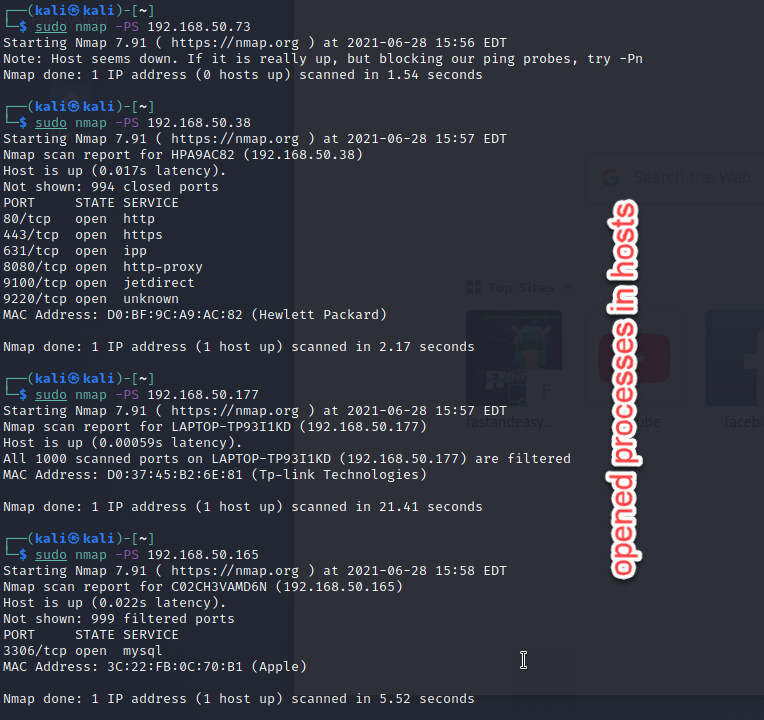 ┌──(kali㉿kali)-[~]
└─$ sudo nmap -PS 192.168.50.73
Starting Nmap 7.91 ( https://nmap.org ) at 2021-06-28 15:56 EDT
Note: Host seems down. If it is really up, but blocking our ping probes, try -Pn
Nmap done: 1 IP address (0 hosts up) scanned in 1.54 seconds
┌──(kali㉿kali)-[~]
└─$ sudo nmap -PS 192.168.50.38
Starting Nmap 7.91 ( https://nmap.org ) at 2021-06-28 15:57 EDT
Nmap scan report for HPA9AC82 (192.168.50.38)
Host is up (0.017s latency).
Not shown: 994 closed ports
PORT     STATE SERVICE
80/tcp   open  http
443/tcp  open  https
631/tcp  open  ipp
8080/tcp open  http-proxy
9100/tcp open  jetdirect
9220/tcp open  unknown
MAC Address: D0:BF:9C:A9:AC:82 (Hewlett Packard)
Nmap done: 1 IP address (1 host up) scanned in 2.17 seconds
┌──(kali㉿kali)-[~]
└─$ sudo nmap -PS 192.168.50.177
Starting Nmap 7.91 ( https://nmap.org ) at 2021-06-28 15:57 EDT
Nmap scan report for LAPTOP-TP93I1KD (192.168.50.177)
Host is up (0.00059s latency).
All 1000 scanned ports on LAPTOP-TP93I1KD (192.168.50.177) are filtered
MAC Address: D0:37:45:B2:6E:81 (Tp-link Technologies)
Nmap done: 1 IP address (1 host up) scanned in 21.41 seconds
┌──(kali㉿kali)-[~]
└─$ sudo nmap -PS 192.168.50.165
Starting Nmap 7.91 ( https://nmap.org ) at 2021-06-28 15:58 EDT
Nmap scan report for C02CH3VAMD6N (192.168.50.165)
Host is up (0.022s latency).
Not shown: 999 filtered ports
PORT     STATE SERVICE
3306/tcp open  mysql
MAC Address: 3C:22:FB:0C:70:B1 (Apple)
Nmap done: 1 IP address (1 host up) scanned in 5.52 seconds
opened processes in hosts
Search the Web
Top Sites
fastandeasy...